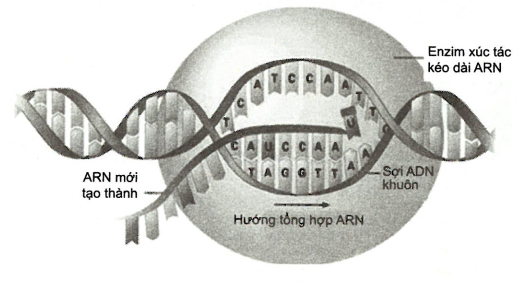 Enzim xúc tác
kéo dài ARN
T C A T C C A A T T C
U
C A U C C A A
T A G G T T A A
ARN mới
tạo thành
Sợi ADN
khuôn
Hướng tổng hợp ARN